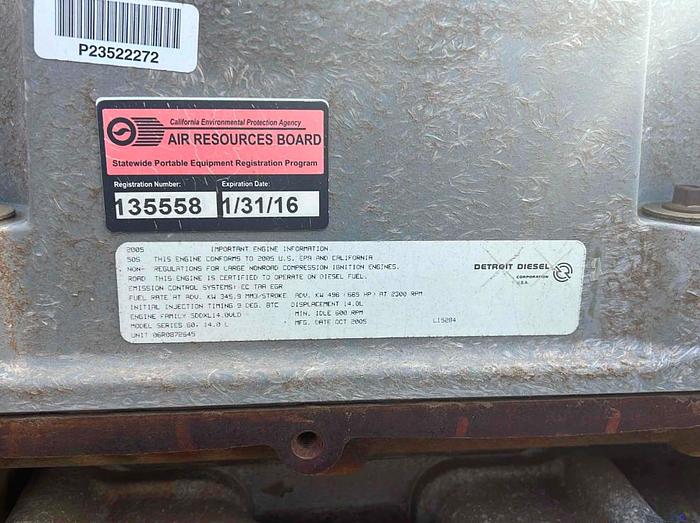 P23522272
California Environmental Protection Agency
AIR RESOURCES BOARD
Statewide Portable Equipment Registration Program
Registration Number: Expiration Date:
135558 1/31/16
2005 IMPORTANT ENGINE INFORMATION
50S THIS ENGINE CONFORMS TO 2005 U.S. EPA AND CALIFORNIA
NON- REGULATIONS FOR LARGE NONROAD COMPRESSION IGNITION ENGINES.
ROAD THIS ENGINE IS CERTIFIED TO OPERATE ON DIESEL FUEL.
EMISSION CONTROL SYSTEMS: EC TAA EGR
FUEL RATE AT ADV. KW 345.9 MM3/STROKE ADV. KW 496 (665 HP) AT 2300 RPM
INITIAL INJECTION TIMING 9 DEG. BTC DISPLACEMENT 14.0L
ENGINE FAMILY 5DDXL14.0VLD MIN. IDLE 600 RPM
MODEL SERIES 60, 14.0 L MFG. DATE OCT 2005 L15284
UNIT 06R0872645
DETROIT DIESEL
CORPORATION
U.S.A.